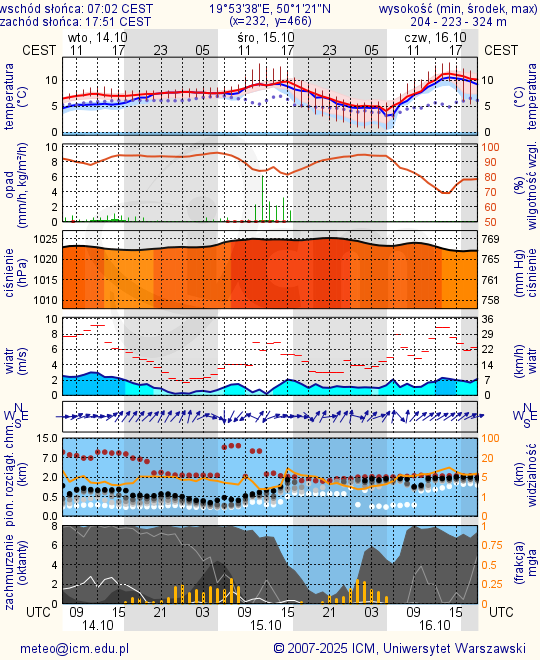 wschód słońca: 07:02 CEST 19°53'38"E, 50°1'21"N wysokość (min, środek, max)
zachód słońca: 17:51 CEST (x=232, y=466) 204 - 223 - 324 m
wto, 14.10 śro, 15.10 czw, 16.10
CEST 11 17 23 05 11 17 23 05 11 17 CEST
temperatura (°C) 10 5 0 10 5 0 (°C) temperatura
opad (mm/h, kg/m²/h) 10 8 6 4 2 0 100 90 80 70 60 50 (%) wilgotność wzgl.
ciśnienie (hPa) 1025 1020 1015 1010 769 765 761 758 (mm Hg) ciśnienie
wiatr (m/s) 10 8 6 4 2 0 36 29 22 14 7 0 (km/h) wiatr
N W E S N W E S
pion. rozciągł. chm. (km) 15.0 7.0 2.0 0.5 0.0 100 20 5 1 0 (km) widzialność
zachmurzenie (oktanty) 8 6 4 2 0 1 0.75 0.5 0.25 0 (frakcja) mgła
UTC 09 15 21 03 09 15 21 03 09 15 UTC
14.10 15.10 16.10
meteo@icm.edu.pl © 2007-2025 ICM, Uniwersytet Warszawski